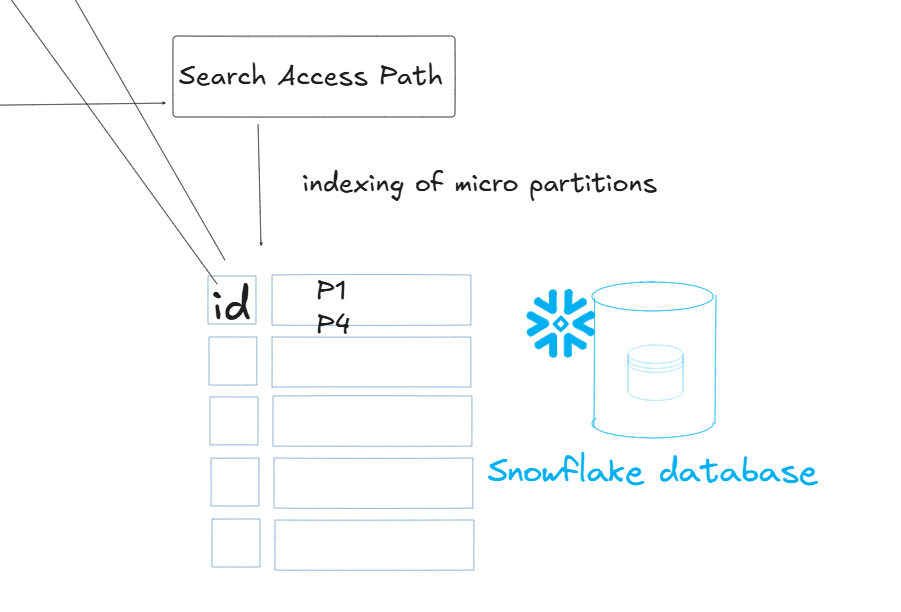 Search Access Path
indexing of micro partitions
id
P1
P4
Snowflake database